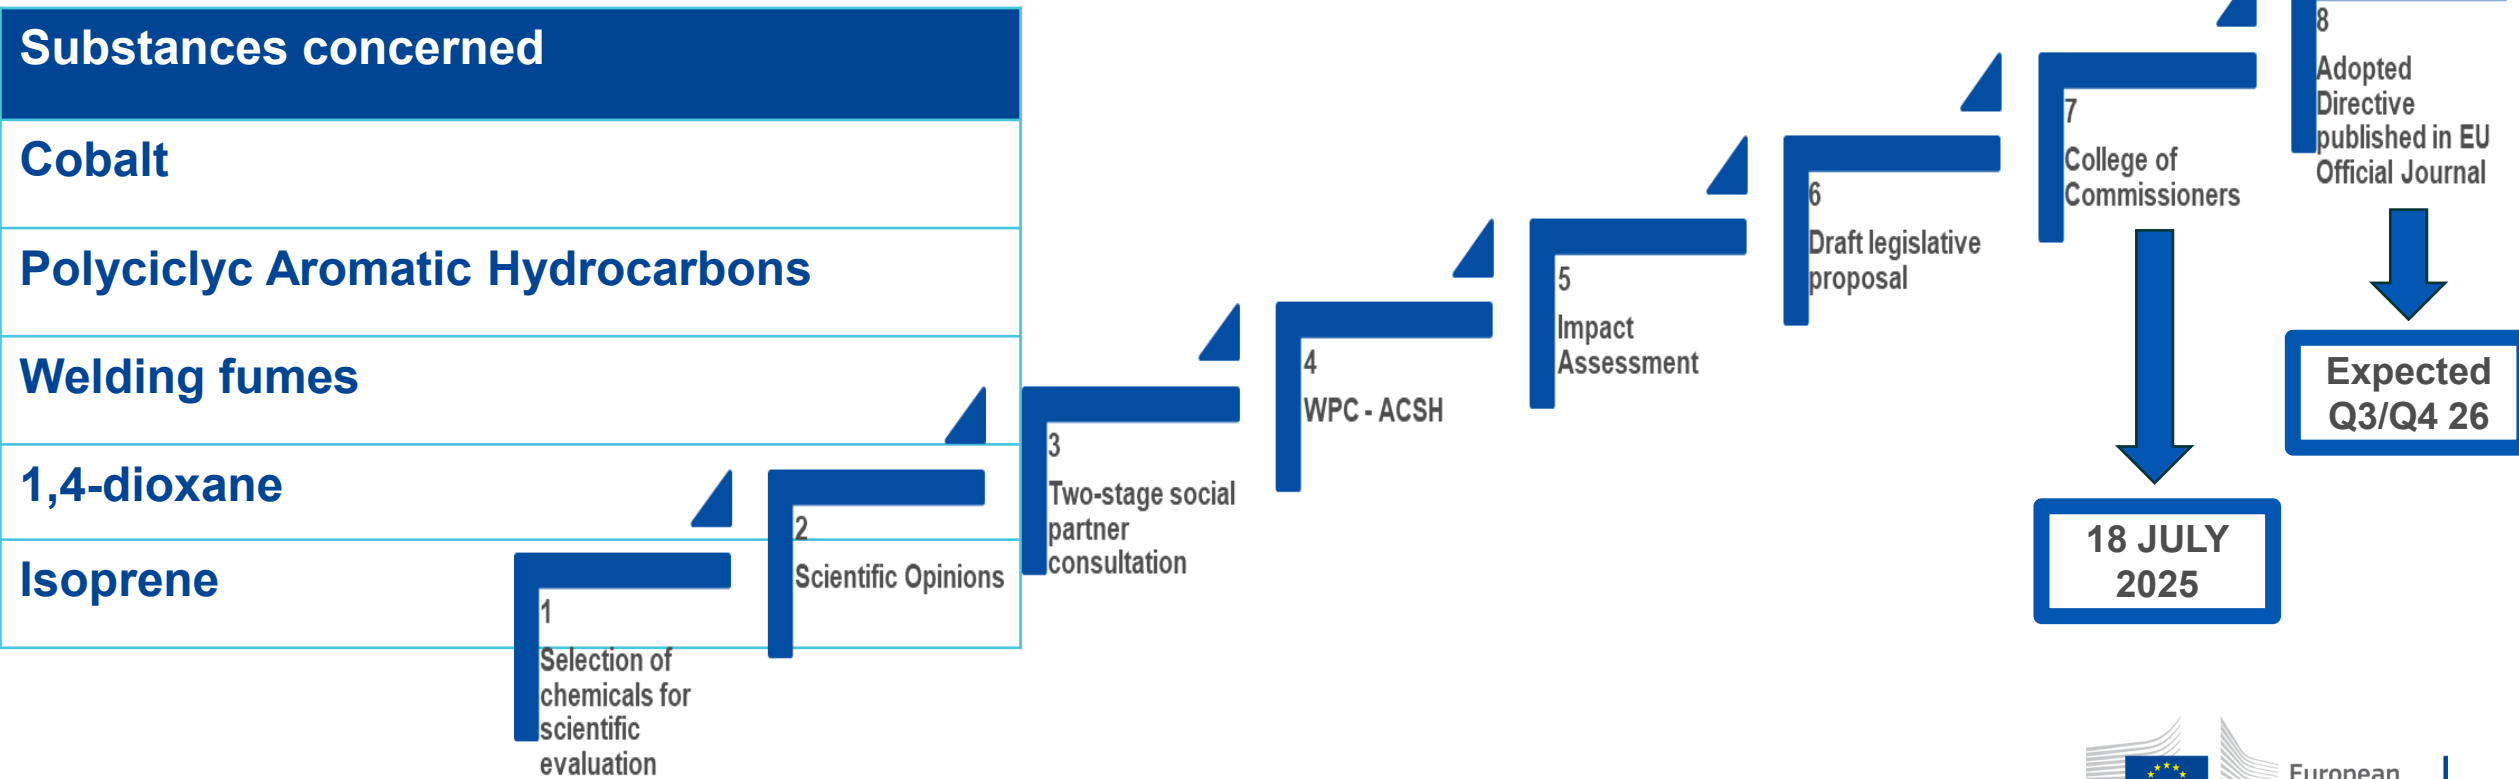 Substances concerned
Cobalt
Polyciclyc Aromatic Hydrocarbons
Welding fumes
1,4-dioxane
Isoprene
1
Selection of
chemicals for
scientific
evaluation
2
Scientific Opinions
3
Two-stage social
partner
consultation
4
WPC - ACSH
5
Impact
Assessment
6
Draft legislative
proposal
7
College of
Commissioners
8
Adopted
Directive
published in EU
Official Journal
18 JULY
2025
Expected
Q3/Q4 26
European